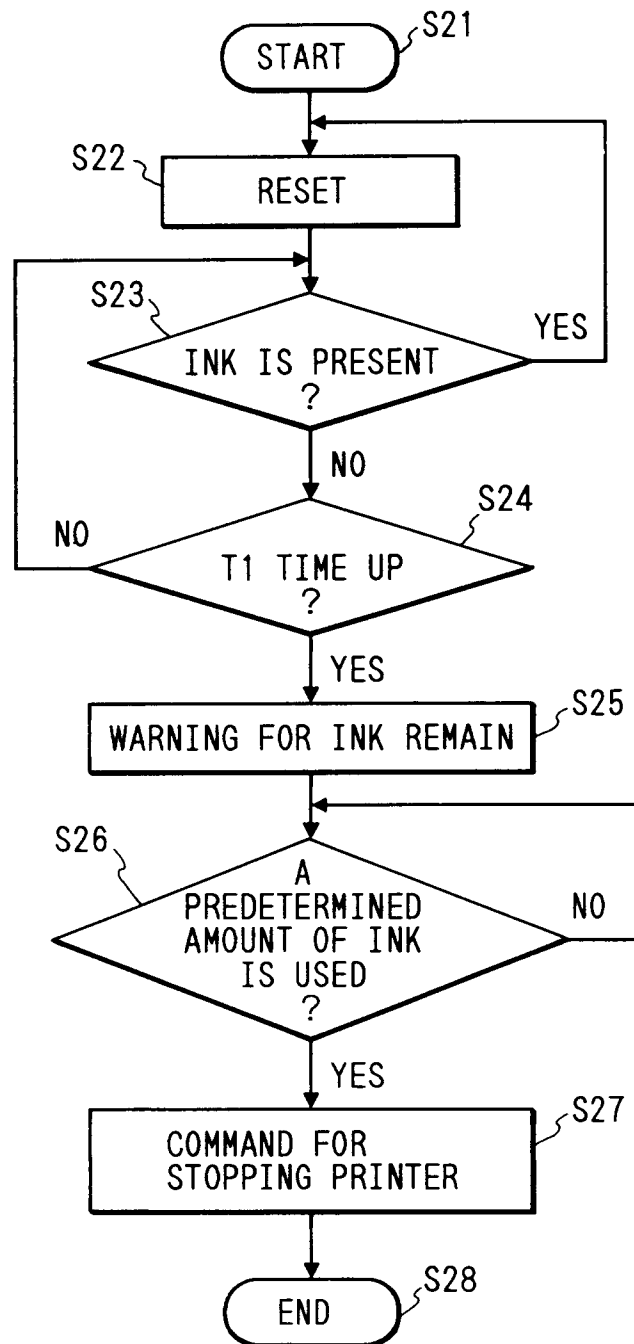 START
S21
S22
RESET
S23
INK IS PRESENT
?
YES
NO
S24
NO
T1 TIME UP
?
YES
S25
WARNING FOR INK REMAIN
S26
A
PREDETERMINED
AMOUNT OF INK
IS USED
?
NO
YES
S27
COMMAND FOR
STOPPING PRINTER
END
S28